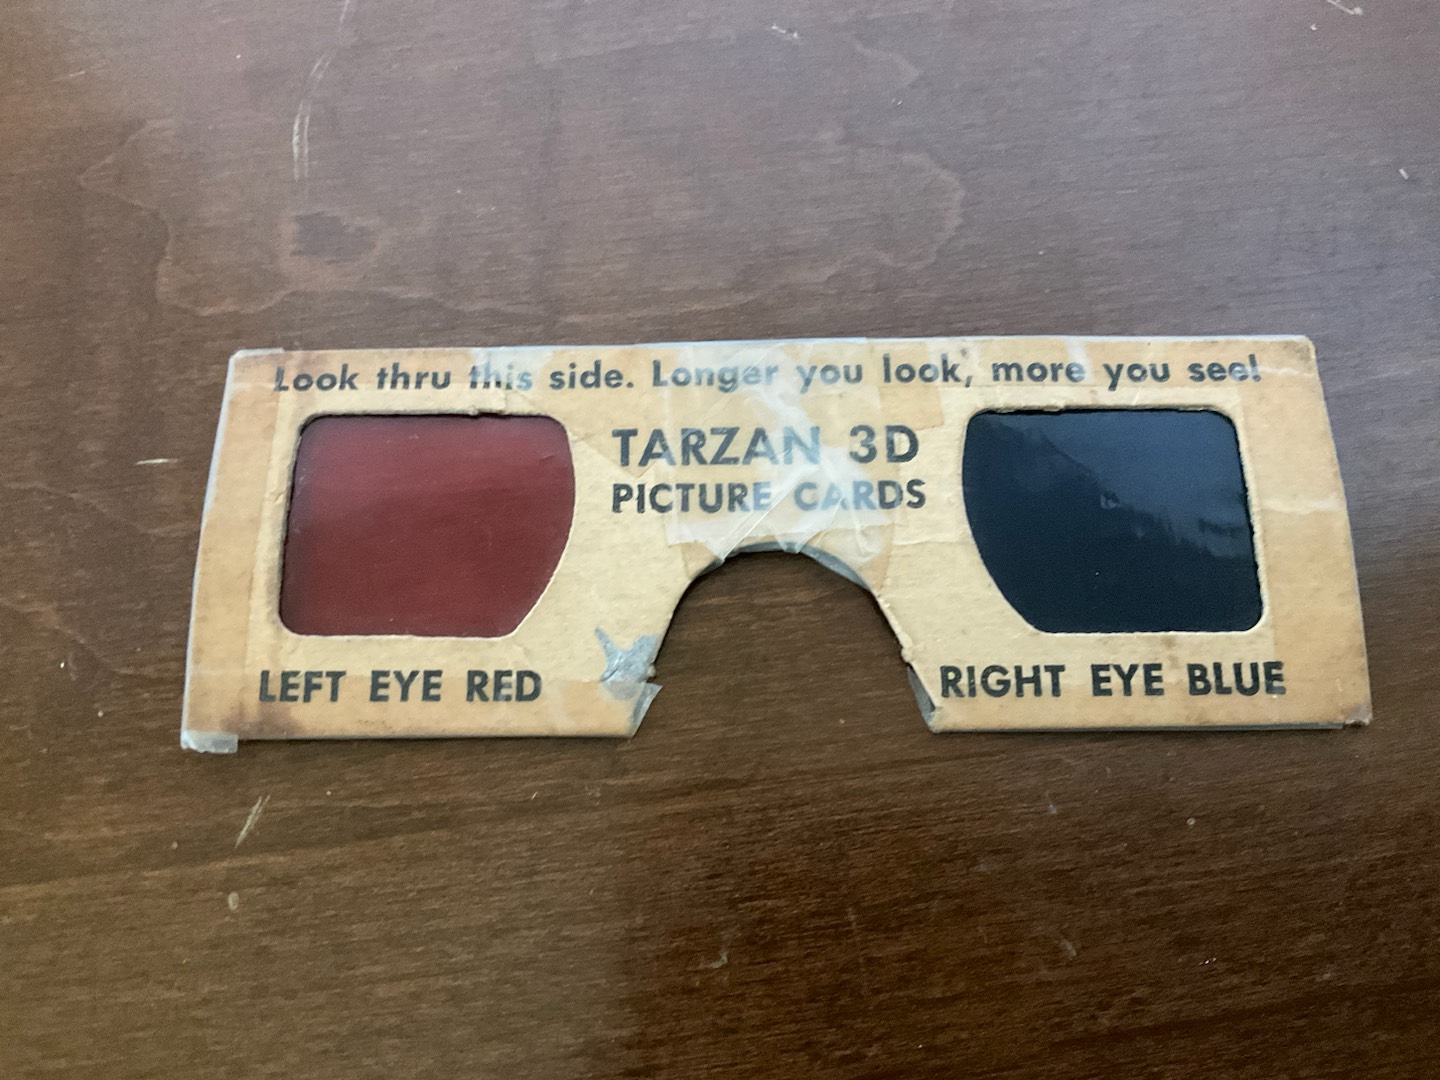 Look thru this side. Longer you look, more you see!
TARZAN 3D
PICTURE CARDS
LEFT EYE RED
RIGHT EYE BLUE